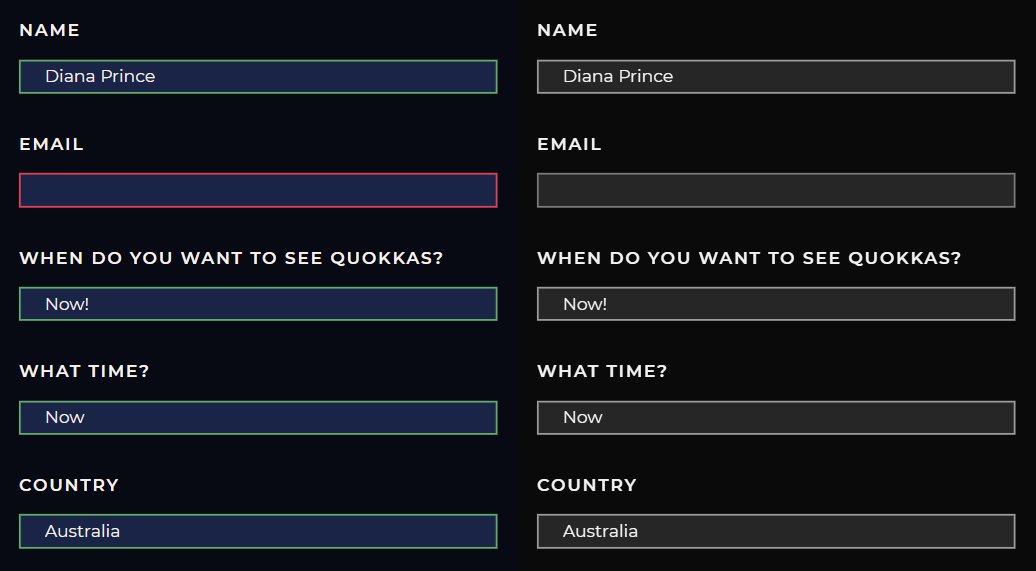 NAME
Diana Prince
EMAIL
WHEN DO YOU WANT TO SEE QUOKKAS?
Now!
WHAT TIME?
Now
COUNTRY
Australia
NAME
Diana Prince
EMAIL
WHEN DO YOU WANT TO SEE QUOKKAS?
Now!
WHAT TIME?
Now
COUNTRY
Australia